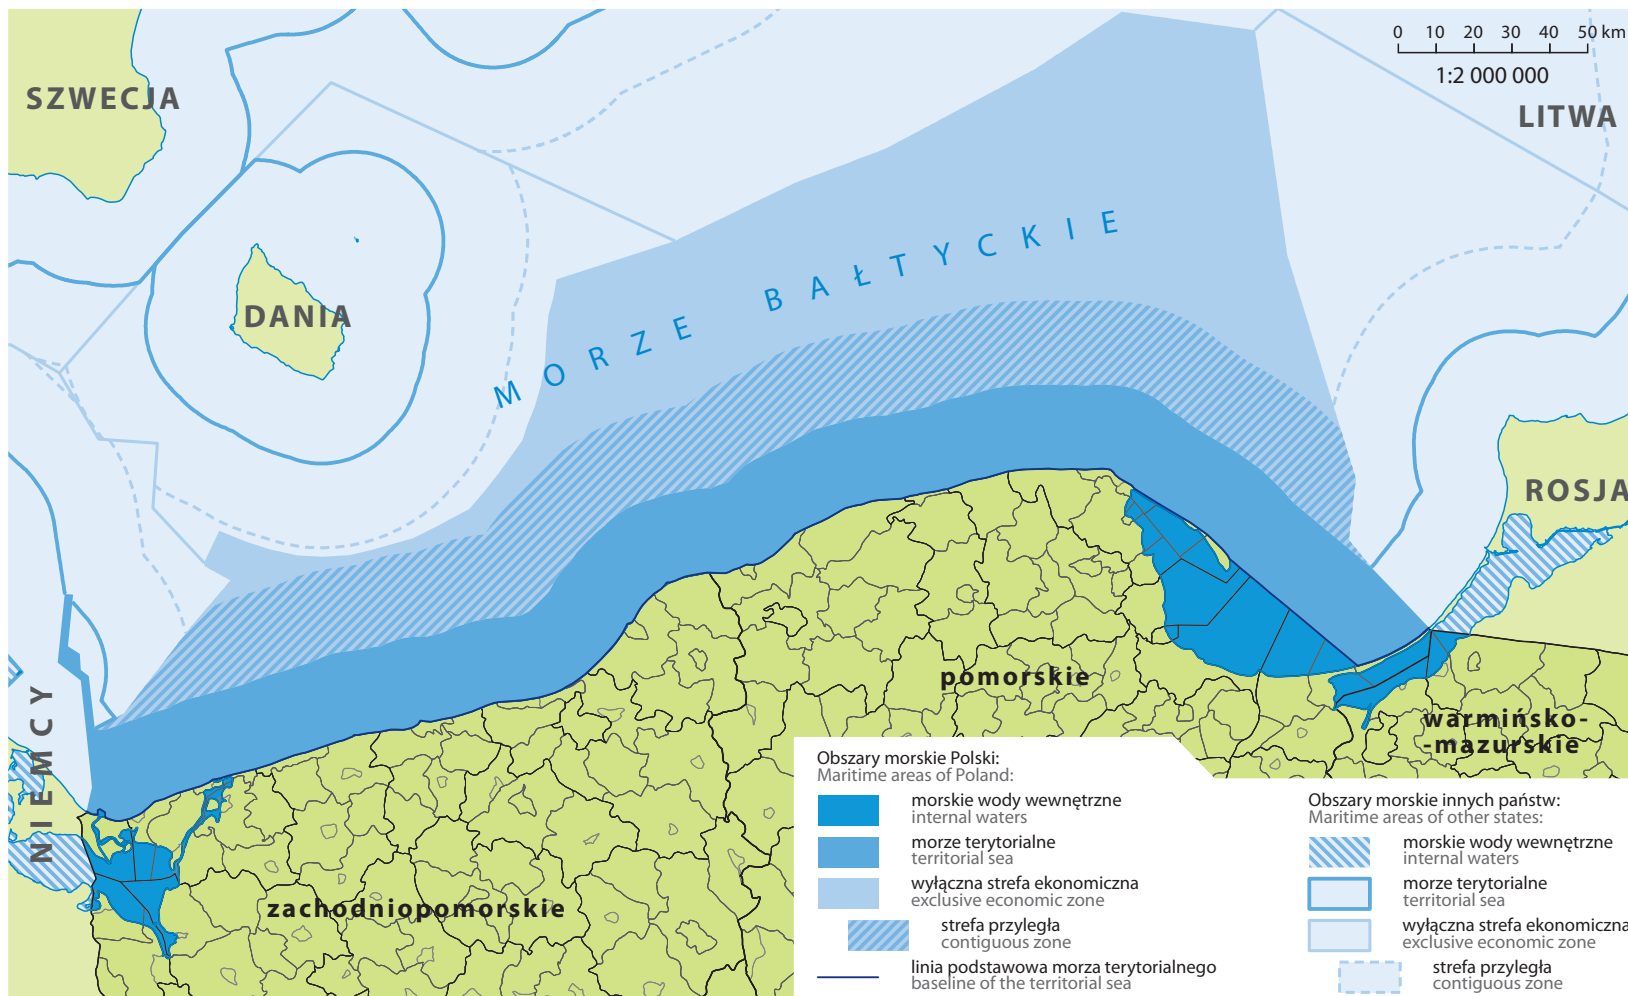 SZWECJA
0 10 20 30 40 50 km
1:2 000 000
LITWA
DANIA
MORZE BAŁTYCKIE
ROSJA
NIEMCY
pomorskie
warmińsko-
-mazurskie
zachodniopomorskie
Obszary morskie Polski:
Maritime areas of Poland:
morskie wody wewnętrzne
internal waters
morze terytorialne
territorial sea
wyłączna strefa ekonomiczna
exclusive economic zone
strefa przyległa
contiguous zone
linia podstawowa morza terytorialnego
baseline of the territorial sea
Obszary morskie innych państw:
Maritime areas of other states:
morskie wody wewnętrzne
internal waters
morze terytorialne
territorial sea
wyłączna strefa ekonomiczna
exclusive economic zone
strefa przyległa
contiguous zone